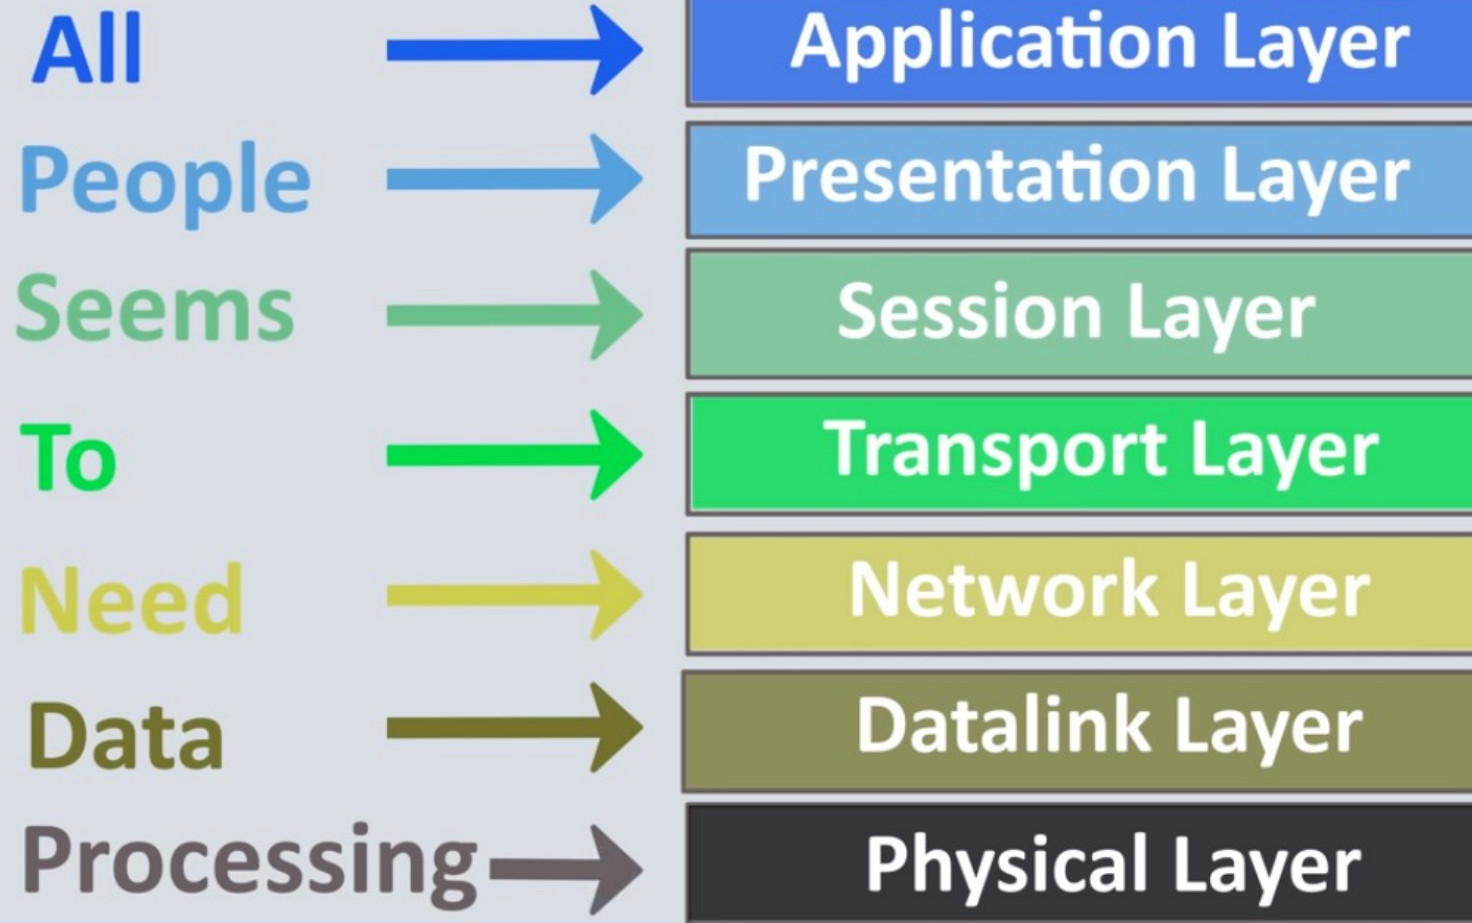 All Application Layer
People Presentation Layer
Seems Session Layer
To Transport Layer
Need Network Layer
Data Datalink Layer
Processing Physical Layer